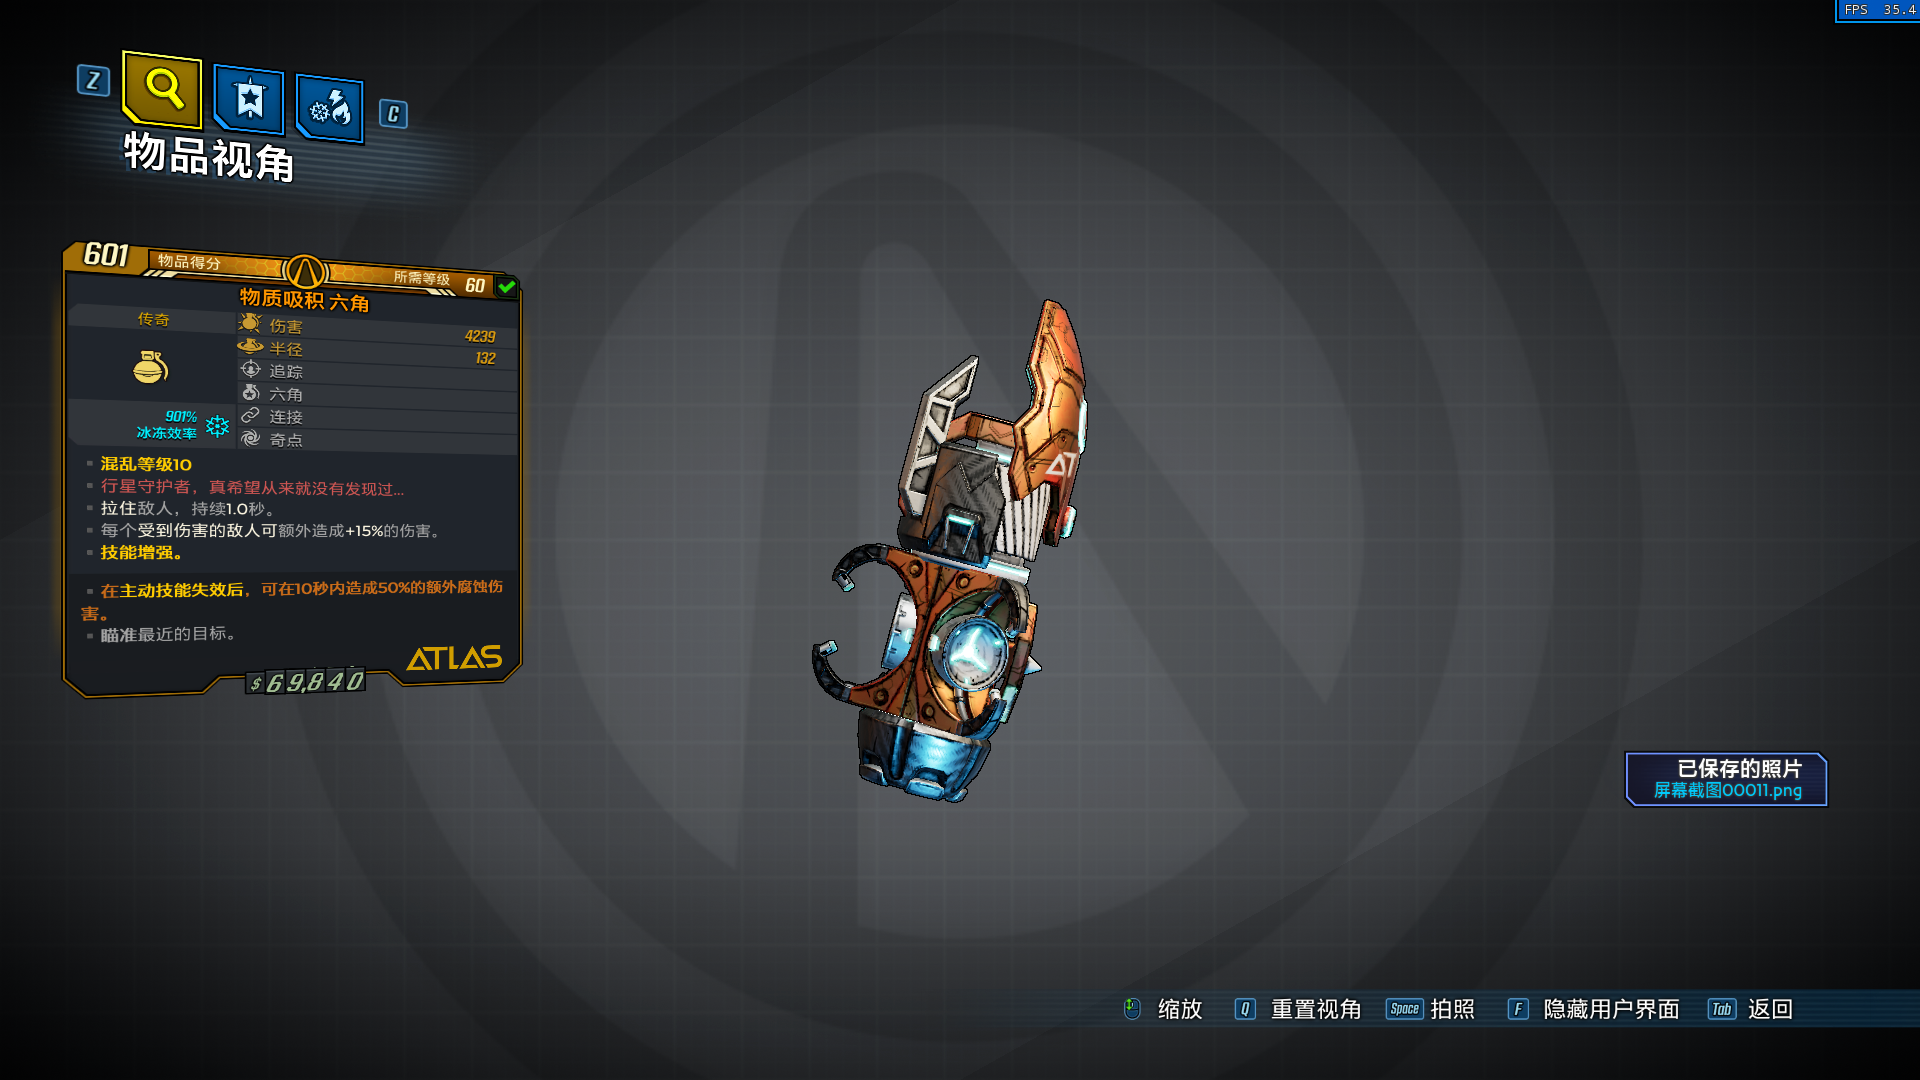 FPS 35.4
Z
C
物品视角
601 物品得分 所需等级 60
物质吸积 六角
传奇
伤害 4239
半径 132
追踪
六角
连接
奇点
901%
冰冻效率
混乱等级10
行星守护者，真希望从来就没有发现过...
拉住敌人，持续1.0秒。
每个受到伤害的敌人可额外造成+15%的伤害。
技能增强。
在主动技能失效后，可在10秒内造成50%的额外腐蚀伤
害。
瞄准最近的目标。
ATLAS
$69,840
AT
已保存的照片
屏幕截图00011.png
缩放 Q 重置视角 Space 拍照 F 隐藏用户界面 Tab 返回